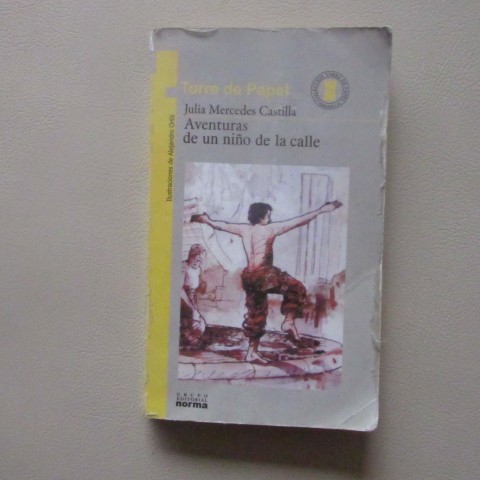 Torre de Papel
Julia Mercedes Castilla
Aventuras
de un niño de la calle
Ilustraciones de Alejandro Ortiz
GRUPO
EDITORIAL
norma